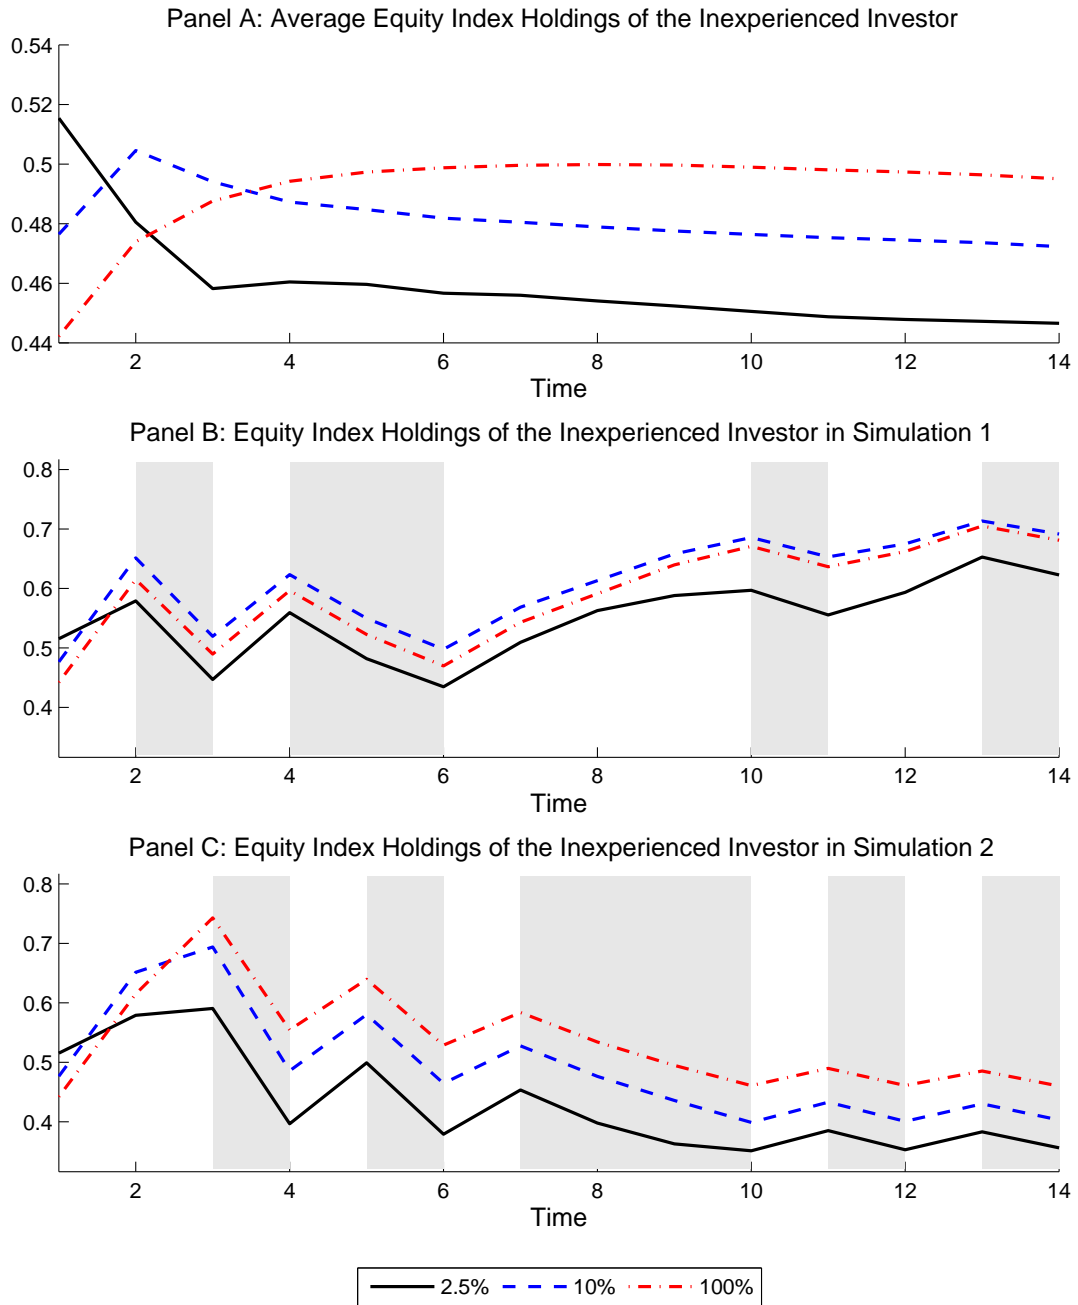 Panel A: Average Equity Index Holdings of the Inexperienced Investor
0.54
0.52
0.5
0.48
0.46
0.44
2 4 6 8 10 12 14
Time
Panel B: Equity Index Holdings of the Inexperienced Investor in Simulation 1
0.8
0.7
0.6
0.5
0.4
2 4 6 8 10 12 14
Time
Panel C: Equity Index Holdings of the Inexperienced Investor in Simulation 2
0.8
0.7
0.6
0.5
0.4
2 4 6 8 10 12 14
Time
2.5% 10% 100%